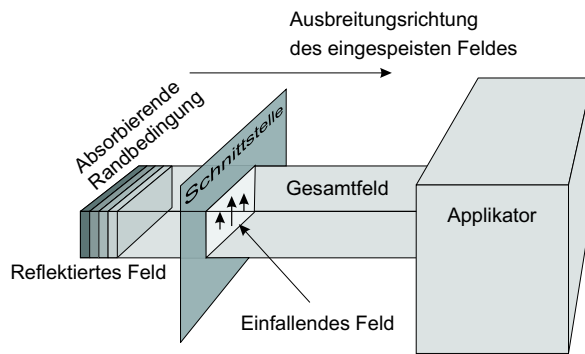 Ausbreitungsrichtung
des eingespeisten Feldes
Absorbierende
Randbedingung
Schnittstelle
Gesamtfeld
Applikator
Reflektiertes Feld
Einfallendes Feld